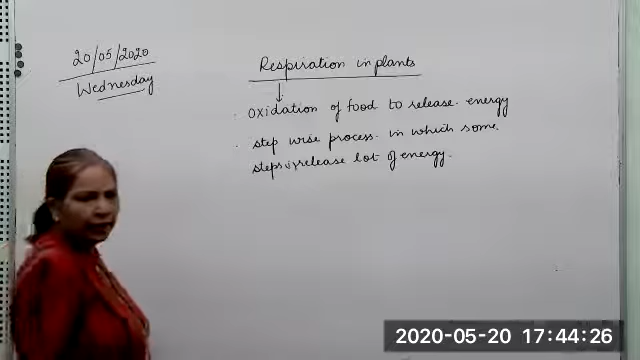 20/05/2020
Wednesday
Respiration in plants
oxidation of food to release energy
step wise process in which some
steps release lot of energy.
2020-05-20 17:44:26